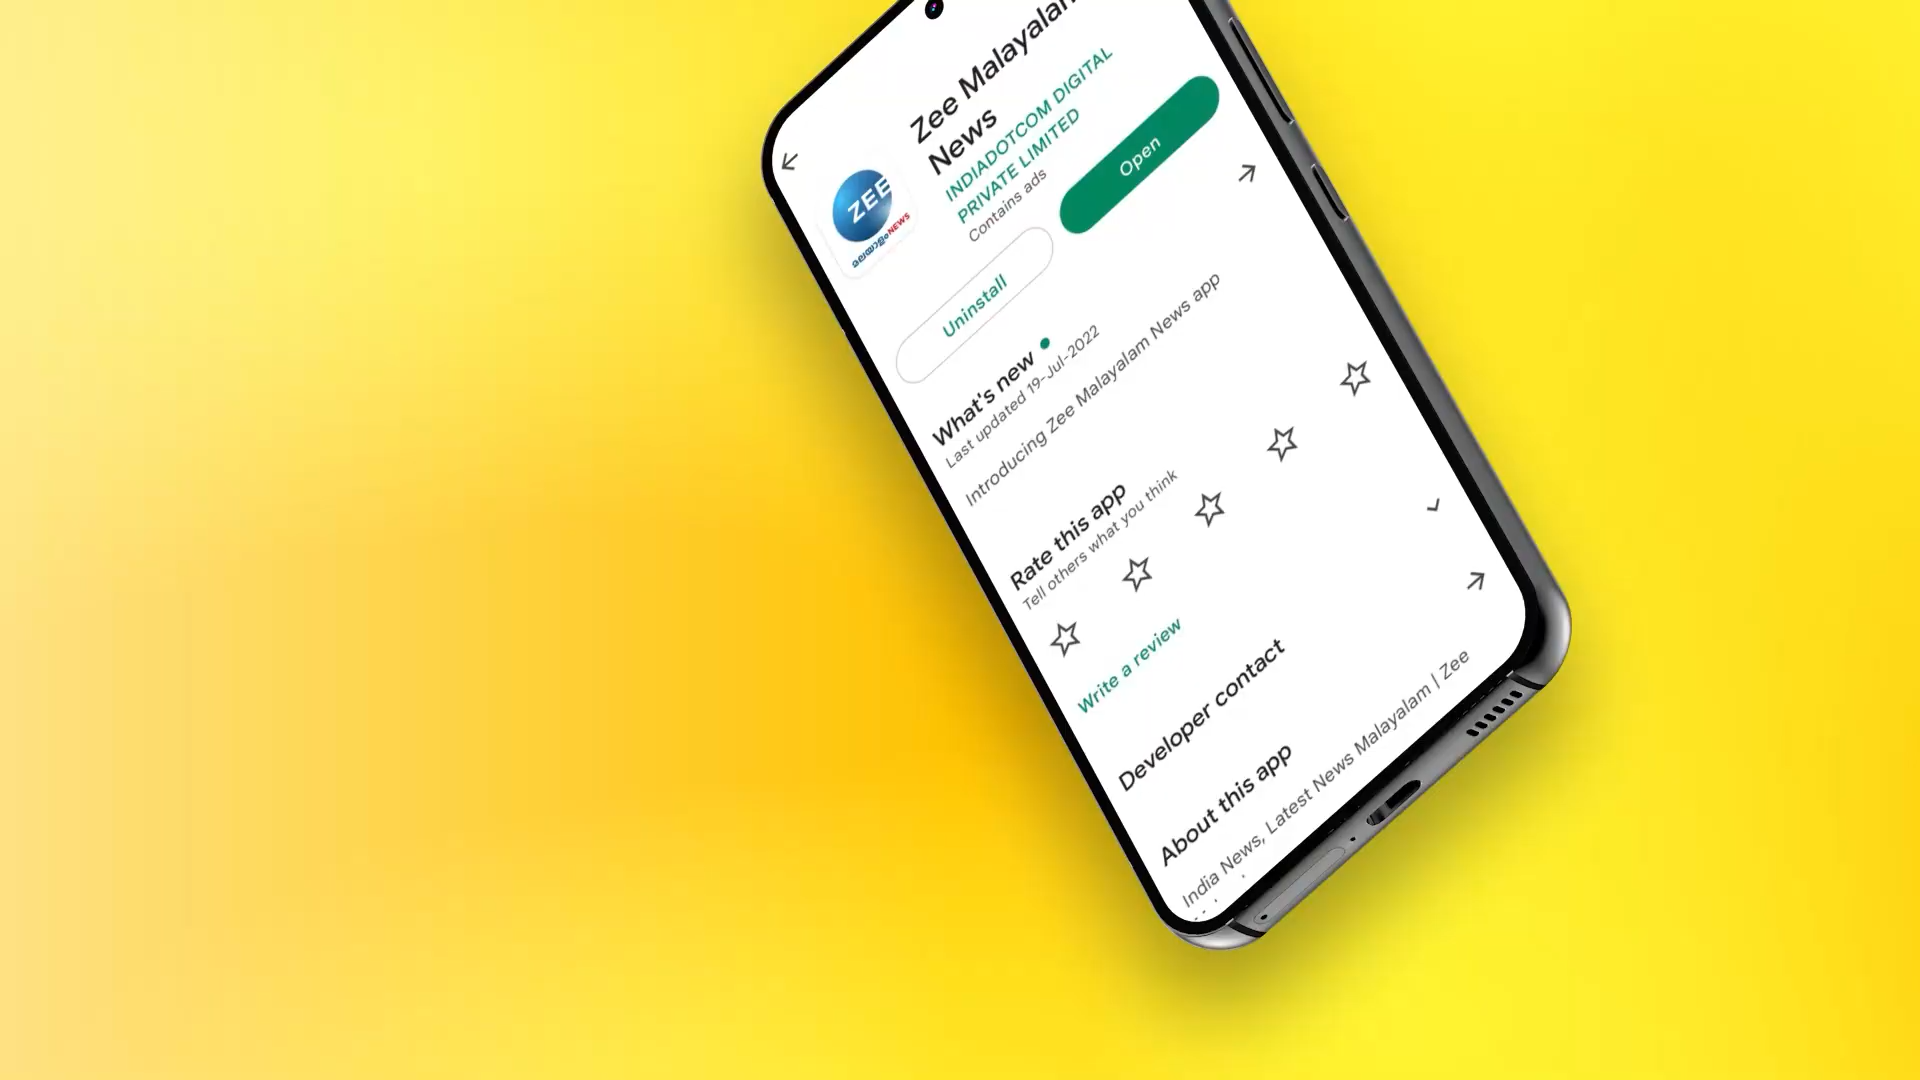 Zee Malayalam
News
INDIADOTCOM DIGITAL
PRIVATE LIMITED
Contains ads
ZEE
മലയാളം NEWS
Uninstall
Open
What's new
Last updated 19-Jul-2022
Introducing Zee Malayalam News app
Rate this app
Tell others what you think
Write a review
Developer contact
About this app
India News, Latest News Malayalam | Zee